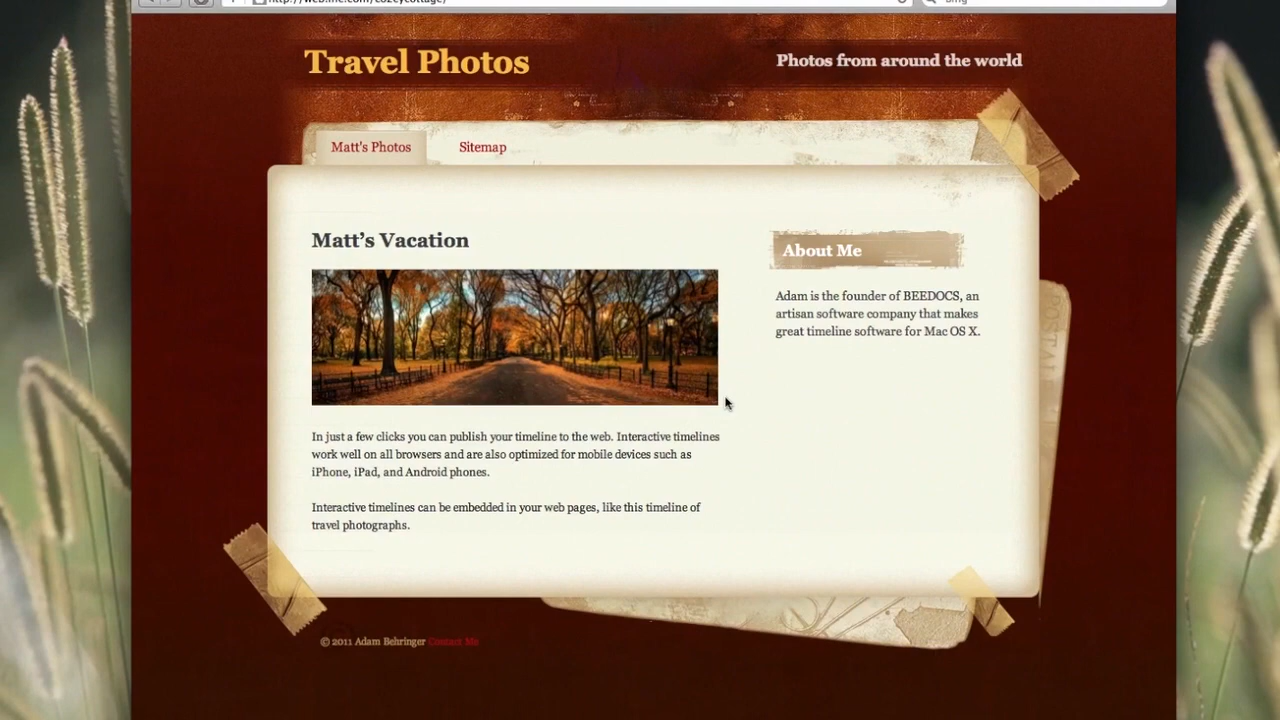 Travel Photos
Photos from around the world
Matt's Photos
Sitemap
Matt's Vacation
About Me
Adam is the founder of BEEDOCS, an
artisan software company that makes
great timeline software for Mac OS X.
In just a few clicks you can publish your timeline to the web. Interactive timelines
work well on all browsers and are also optimized for mobile devices such as
iPhone, iPad, and Android phones.
Interactive timelines can be embedded in your web pages, like this timeline of
travel photographs.
© 2011 Adam Behringer Contact Me